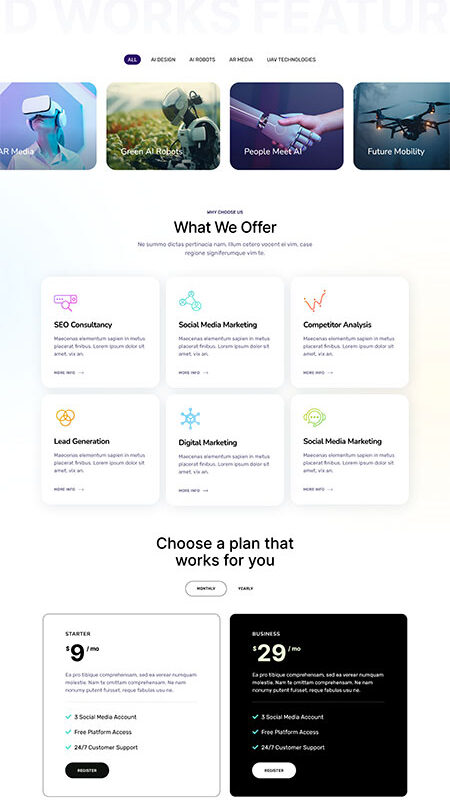 D WORKS FEATUR
ALL AI DESIGN AI ROBOTS AR MEDIA UAV TECHNOLOGIES
AR Media
Green AI Robots
People Meet AI
Future Mobility
WHY CHOOSE US
What We Offer
Ne summo dictas pertinacia nam. Illum cetero vocent ei vim, case
regione signiferumque vim te.
SEO Consultancy
Maecenas elementum sapien in metus
placerat finibus. Lorem ipsum dolor sit
amet, vix an.
MORE INFO
Social Media Marketing
Maecenas elementum sapien in metus
placerat finibus. Lorem ipsum dolor sit
amet, vix an.
MORE INFO
Competitor Analysis
Maecenas elementum sapien in metus
placerat finibus. Lorem ipsum dolor sit
amet, vix an.
MORE INFO
Lead Generation
Maecenas elementum sapien in metus
placerat finibus. Lorem ipsum dolor sit
amet, vix an.
MORE INFO
Digital Marketing
Maecenas elementum sapien in metus
placerat finibus. Lorem ipsum dolor sit
amet, vix an.
MORE INFO
Social Media Marketing
Maecenas elementum sapien in metus
placerat finibus. Lorem ipsum dolor sit
amet, vix an.
MORE INFO
Choose a plan that
works for you
MONTHLY YEARLY
STARTER
$9 / mo
Ea pro tibique comprehensam, sed ea verear numquam
molestie. Nam te omittam comprehensam. Ne nam
nonumy putent fuisset, reque fabulas usu ne.
3 Social Media Account
Free Platform Access
24/7 Customer Support
REGISTER
BUSINESS
$29 / mo
Ea pro tibique comprehensam, sed ea verear numquam
molestie. Nam te omittam comprehensam. Ne nam
nonumy putent fuisset, reque fabulas usu ne.
3 Social Media Account
Free Platform Access
24/7 Customer Support
REGISTER